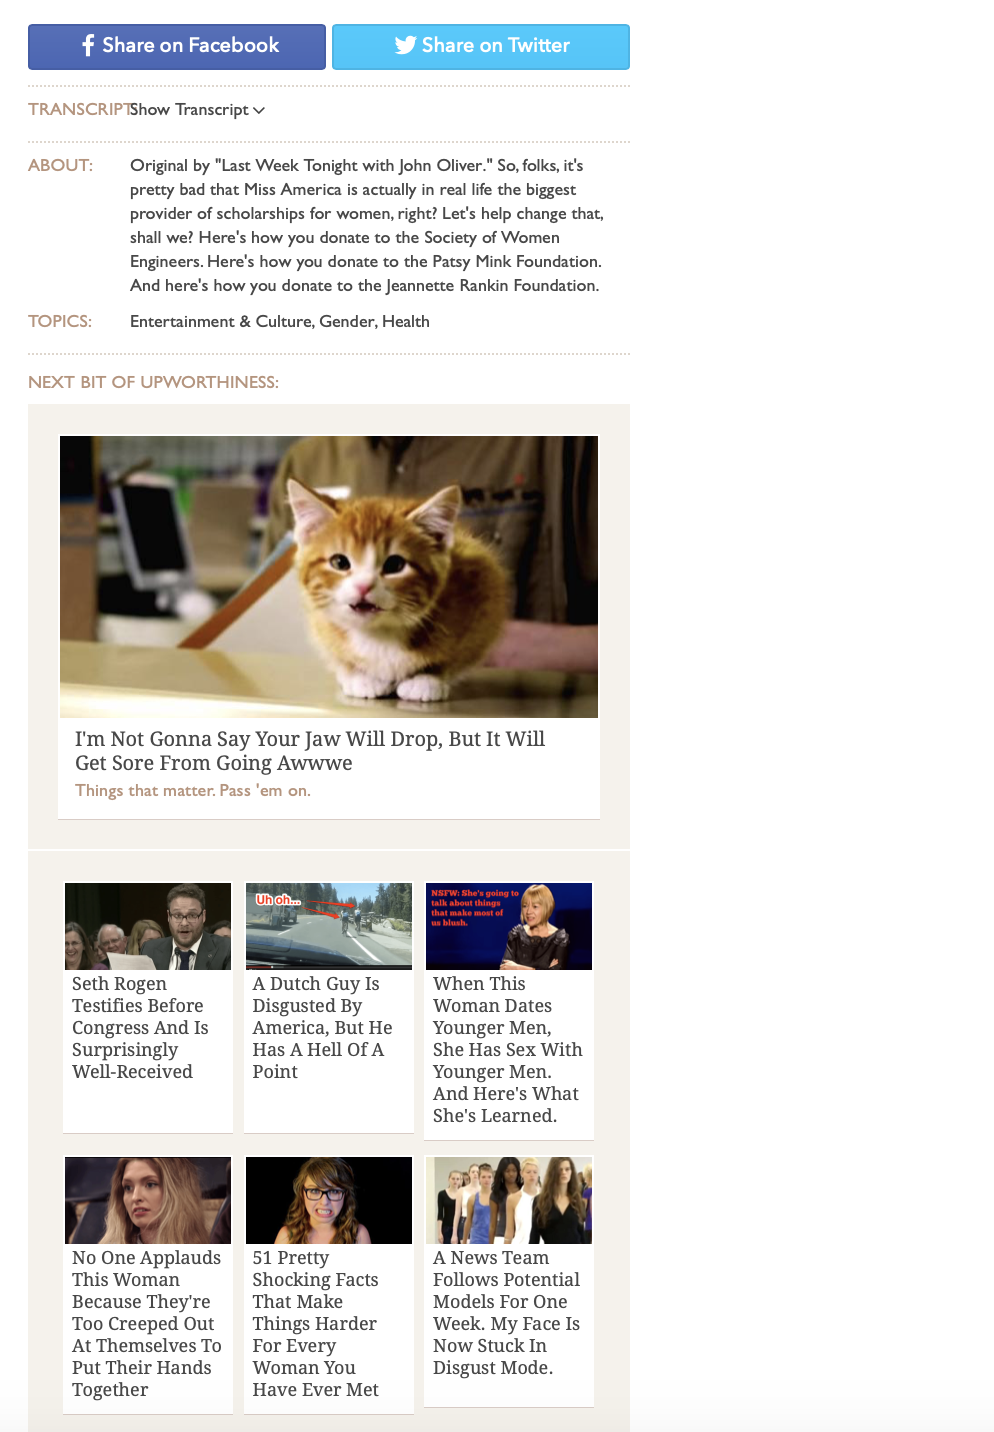 Share on Facebook
Share on Twitter
TRANSCRIPT
Show Transcript
ABOUT:
Original by "Last Week Tonight with John Oliver." So, folks, it's
pretty bad that Miss America is actually in real life the biggest
provider of scholarships for women, right? Let's help change that,
shall we? Here's how you donate to the Society of Women
Engineers. Here's how you donate to the Patsy Mink Foundation.
And here's how you donate to the Jeannette Rankin Foundation.
TOPICS:
Entertainment & Culture, Gender, Health
NEXT BIT OF UPWORTHINESS:
I'm Not Gonna Say Your Jaw Will Drop, But It Will
Get Sore From Going Awwwe
Things that matter. Pass 'em on.
Seth Rogen
Testifies Before
Congress And Is
Surprisingly
Well-Received
Uh oh...
A Dutch Guy Is
Disgusted By
America, But He
Has A Hell Of A
Point
NSFW: She's going to
talk about things
that make most of
us blush.
When This
Woman Dates
Younger Men,
She Has Sex With
Younger Men.
And Here's What
She's Learned.
No One Applauds
This Woman
Because They're
Too Creeped Out
At Themselves To
Put Their Hands
Together
51 Pretty
Shocking Facts
That Make
Things Harder
For Every
Woman You
Have Ever Met
A News Team
Follows Potential
Models For One
Week. My Face Is
Now Stuck In
Disgust Mode.